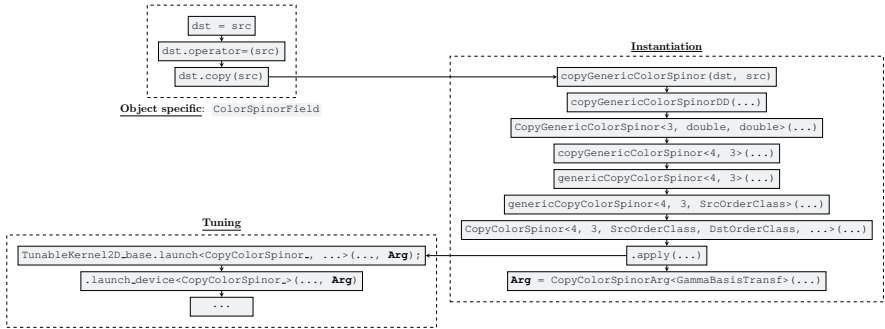 dst = src
dst.operator=(src)
dst.copy(src)
Object specific: ColorSpinorField
Instantiation
copyGenericColorSpinor(dst, src)
copyGenericColorSpinorDD(...)
CopyGenericColorSpinor<3, double, double>(...)
copyGenericColorSpinor<4, 3>(...)
genericCopyColorSpinor<4, 3>(...)
genericCopyColorSpinor<4, 3, SrcOrderClass>(...)
CopyColorSpinor<4, 3, SrcOrderClass, DstOrderClass, ...>(...)
.apply(...)
Arg = CopyColorSpinorArg<GammaBasisTransf>(...)
Tuning
TunableKernel2D_base.launch<CopyColorSpinor_, ...>(..., Arg);
.launch_device<CopyColorSpinor_>(..., Arg)
...